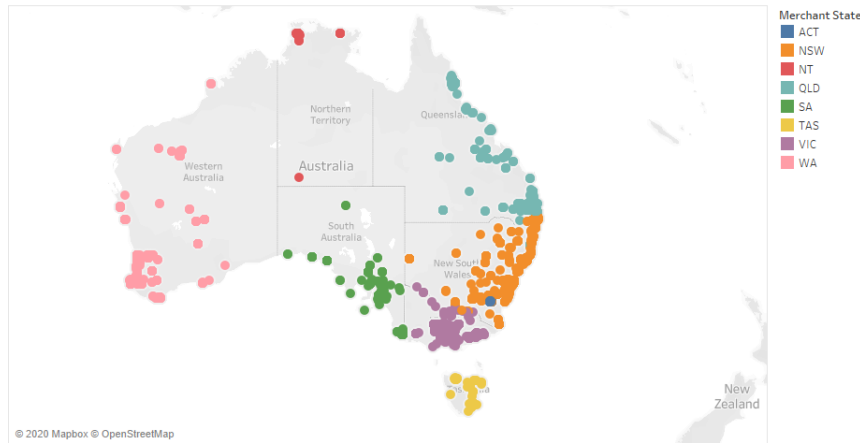 Merchant State
ACT
NSW
NT
QLD
SA
TAS
VIC
WA
Northern
Territory
Australia
Western
Australia
South
Australia
New South
Wales
New
Zealand
© 2020 Mapbox © OpenStreetMap